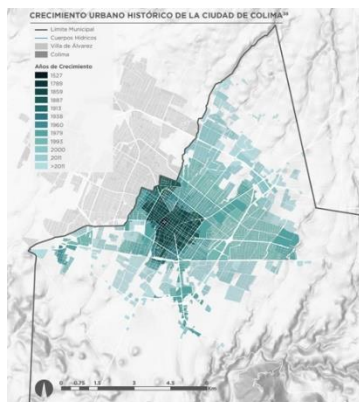 CRECIMIENTO URBANO HISTÓRICO DE LA CIUDAD DE COLIMA
Límite Municipal
Cuerpos Hídricos
Villa de Álvarez
Colima
Años de Crecimiento
1527
1789
1859
1887
1913
1938
1960
1979
1993
2000
2011
>2011
0 0.75 1.5 3 4.5